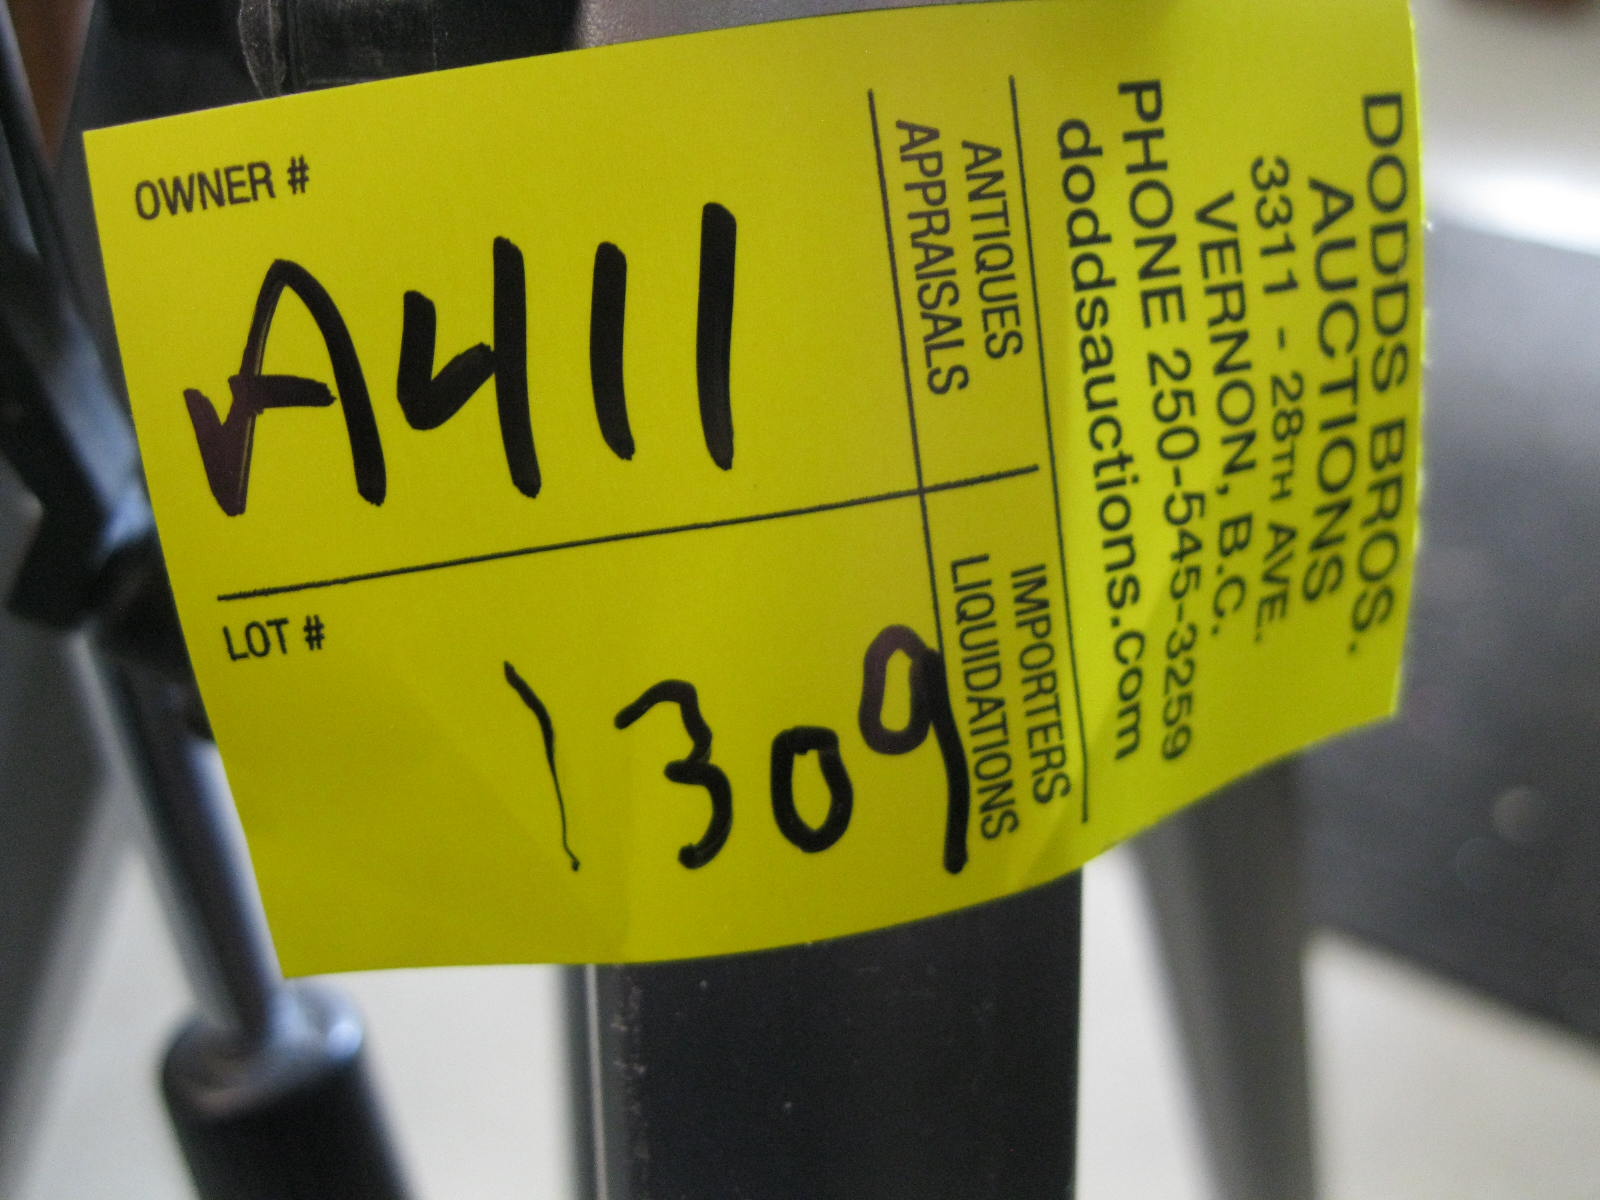 OWNER #
A411
LOT #
1309
ANTIQUES
APPRAISALS
IMPORTERS
LIQUIDATIONS
DODDS BROS.
AUCTIONS
3311 - 28TH AVE.
VERNON, B.C.
PHONE 250-545-3259
doddsauctions.com